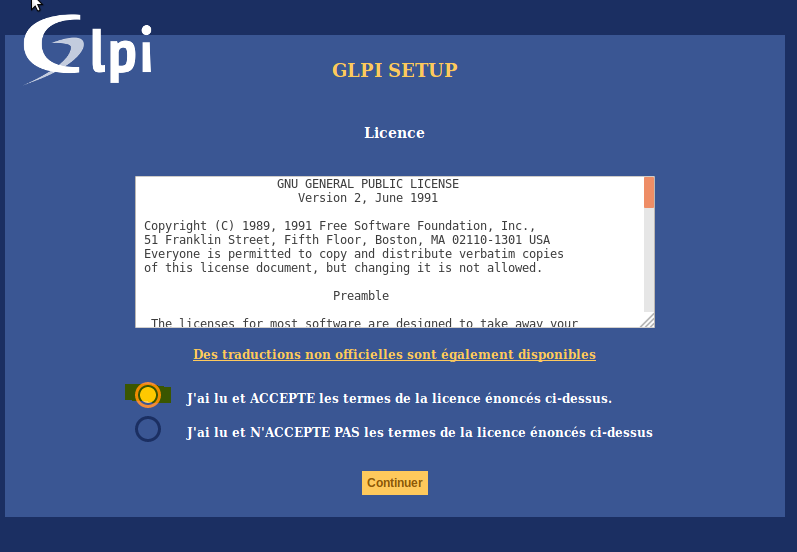 Glpi
GLPI SETUP
Licence
GNU GENERAL PUBLIC LICENSE
Version 2, June 1991
Copyright (C) 1989, 1991 Free Software Foundation, Inc.,
51 Franklin Street, Fifth Floor, Boston, MA 02110-1301 USA
Everyone is permitted to copy and distribute verbatim copies
of this license document, but changing it is not allowed.
Preamble
The licenses for most software are designed to take away your
Des traductions non officielles sont également disponibles
J'ai lu et ACCEPTE les termes de la licence énoncés ci-dessus.
J'ai lu et N'ACCEPTE PAS les termes de la licence énoncés ci-dessus
Continuer